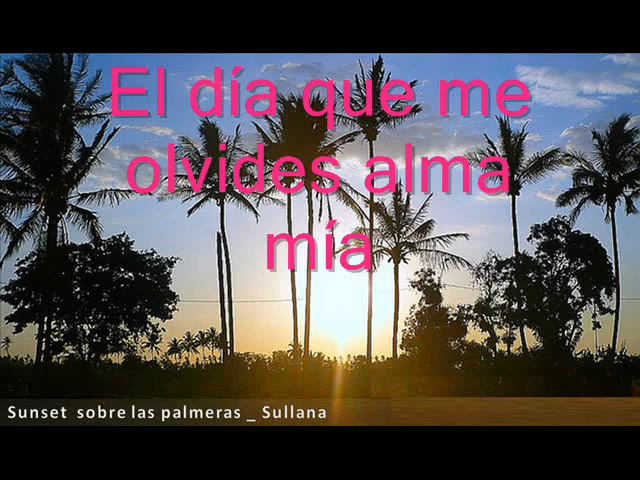 El día que me
olvides alma
mía
Sunset sobre las palmeras _ Sullana